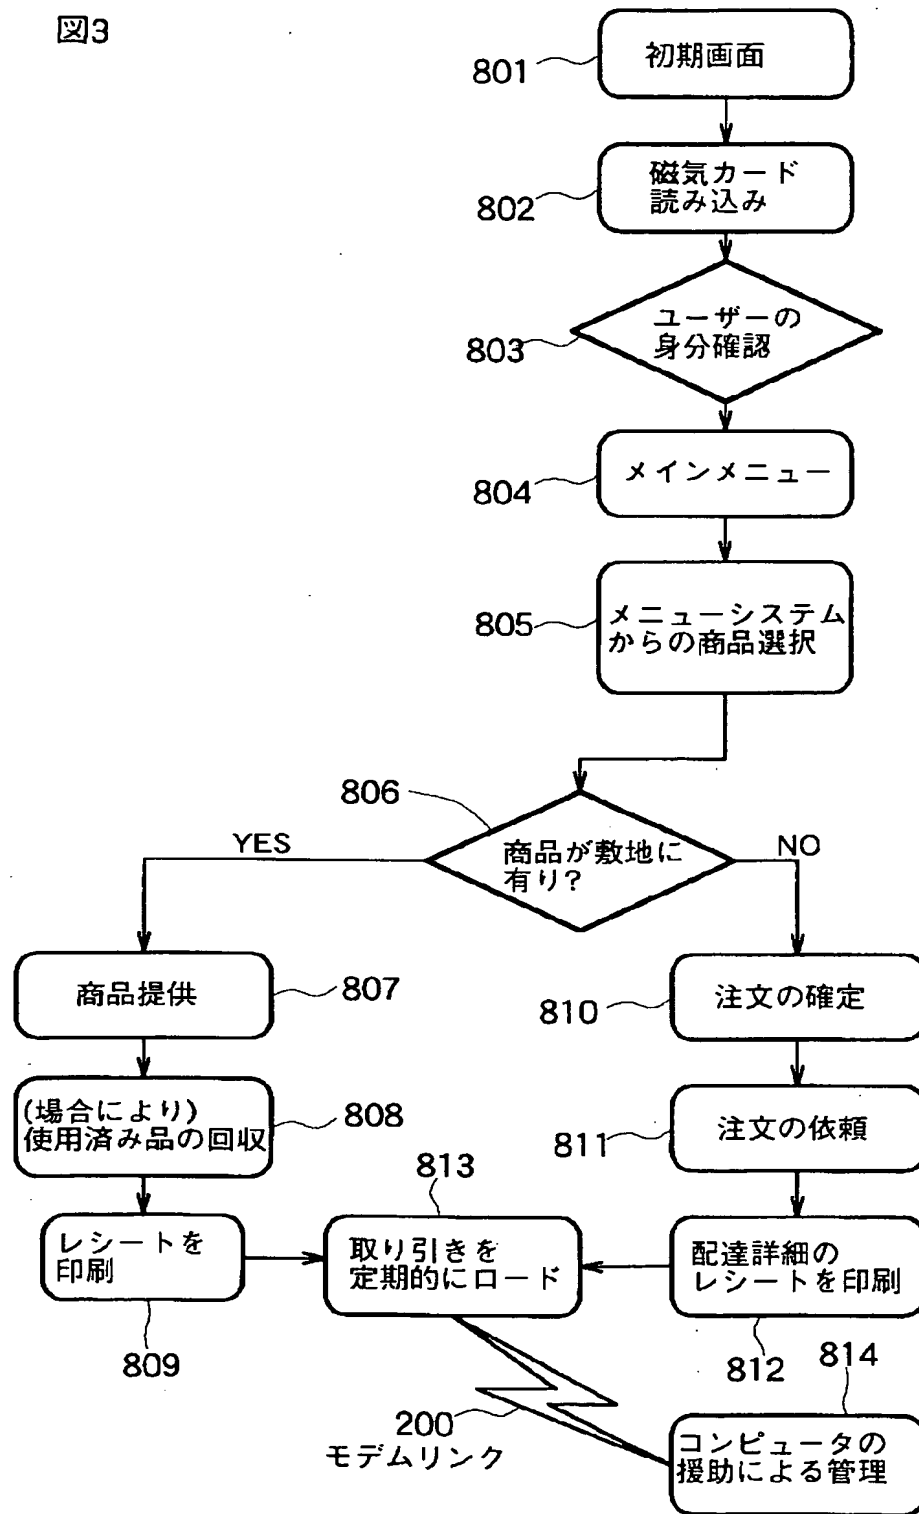 図3
801
初期画面
802
磁気カード
読み込み
803
ユーザーの
身分確認
804
メインメニュー
805
メニューシステム
からの商品選択
806
YES
商品が敷地に
有り?
NO
商品提供
807
810
注文の確定
(場合により)
使用済み品の回収
808
811
注文の依頼
813
レシートを
印刷
取り引きを
定期的にロード
配達詳細の
レシートを印刷
809
812
814
200
モデムリンク
コンピュータの
援助による管理